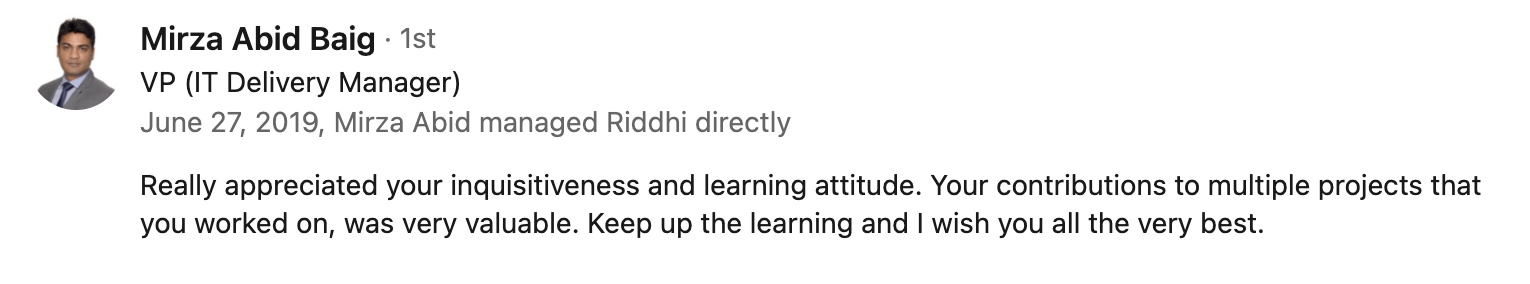 Mirza Abid Baig · 1st
VP (IT Delivery Manager)
June 27, 2019, Mirza Abid managed Riddhi directly
Really appreciated your inquisitiveness and learning attitude. Your contributions to multiple projects that
you worked on, was very valuable. Keep up the learning and I wish you all the very best.